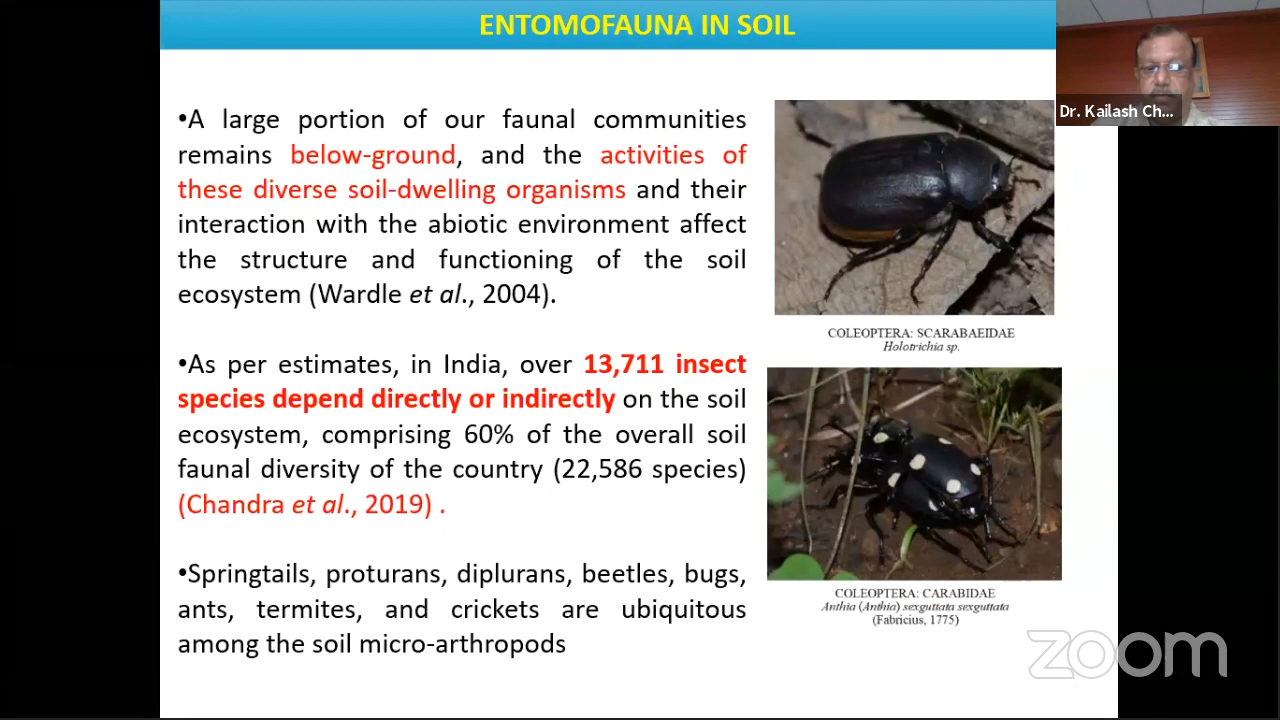 ENTOMOFAUNA IN SOIL
Dr. Kailash Ch...
•A large portion of our faunal communities
remains below-ground, and the activities of
these diverse soil-dwelling organisms and their
interaction with the abiotic environment affect
the structure and functioning of the soil
ecosystem (Wardle et al., 2004).
•As per estimates, in India, over 13,711 insect
species depend directly or indirectly on the soil
ecosystem, comprising 60% of the overall soil
faunal diversity of the country (22,586 species)
(Chandra et al., 2019) .
•Springtails, proturans, diplurans, beetles, bugs,
ants, termites, and crickets are ubiquitous
among the soil micro-arthropods
COLEOPTERA: SCARABAEIDAE
Holotrichia sp.
COLEOPTERA: CARABIDAE
Anthia (Anthia) sexguttata sexguttata
(Fabricius, 1775)
zoom